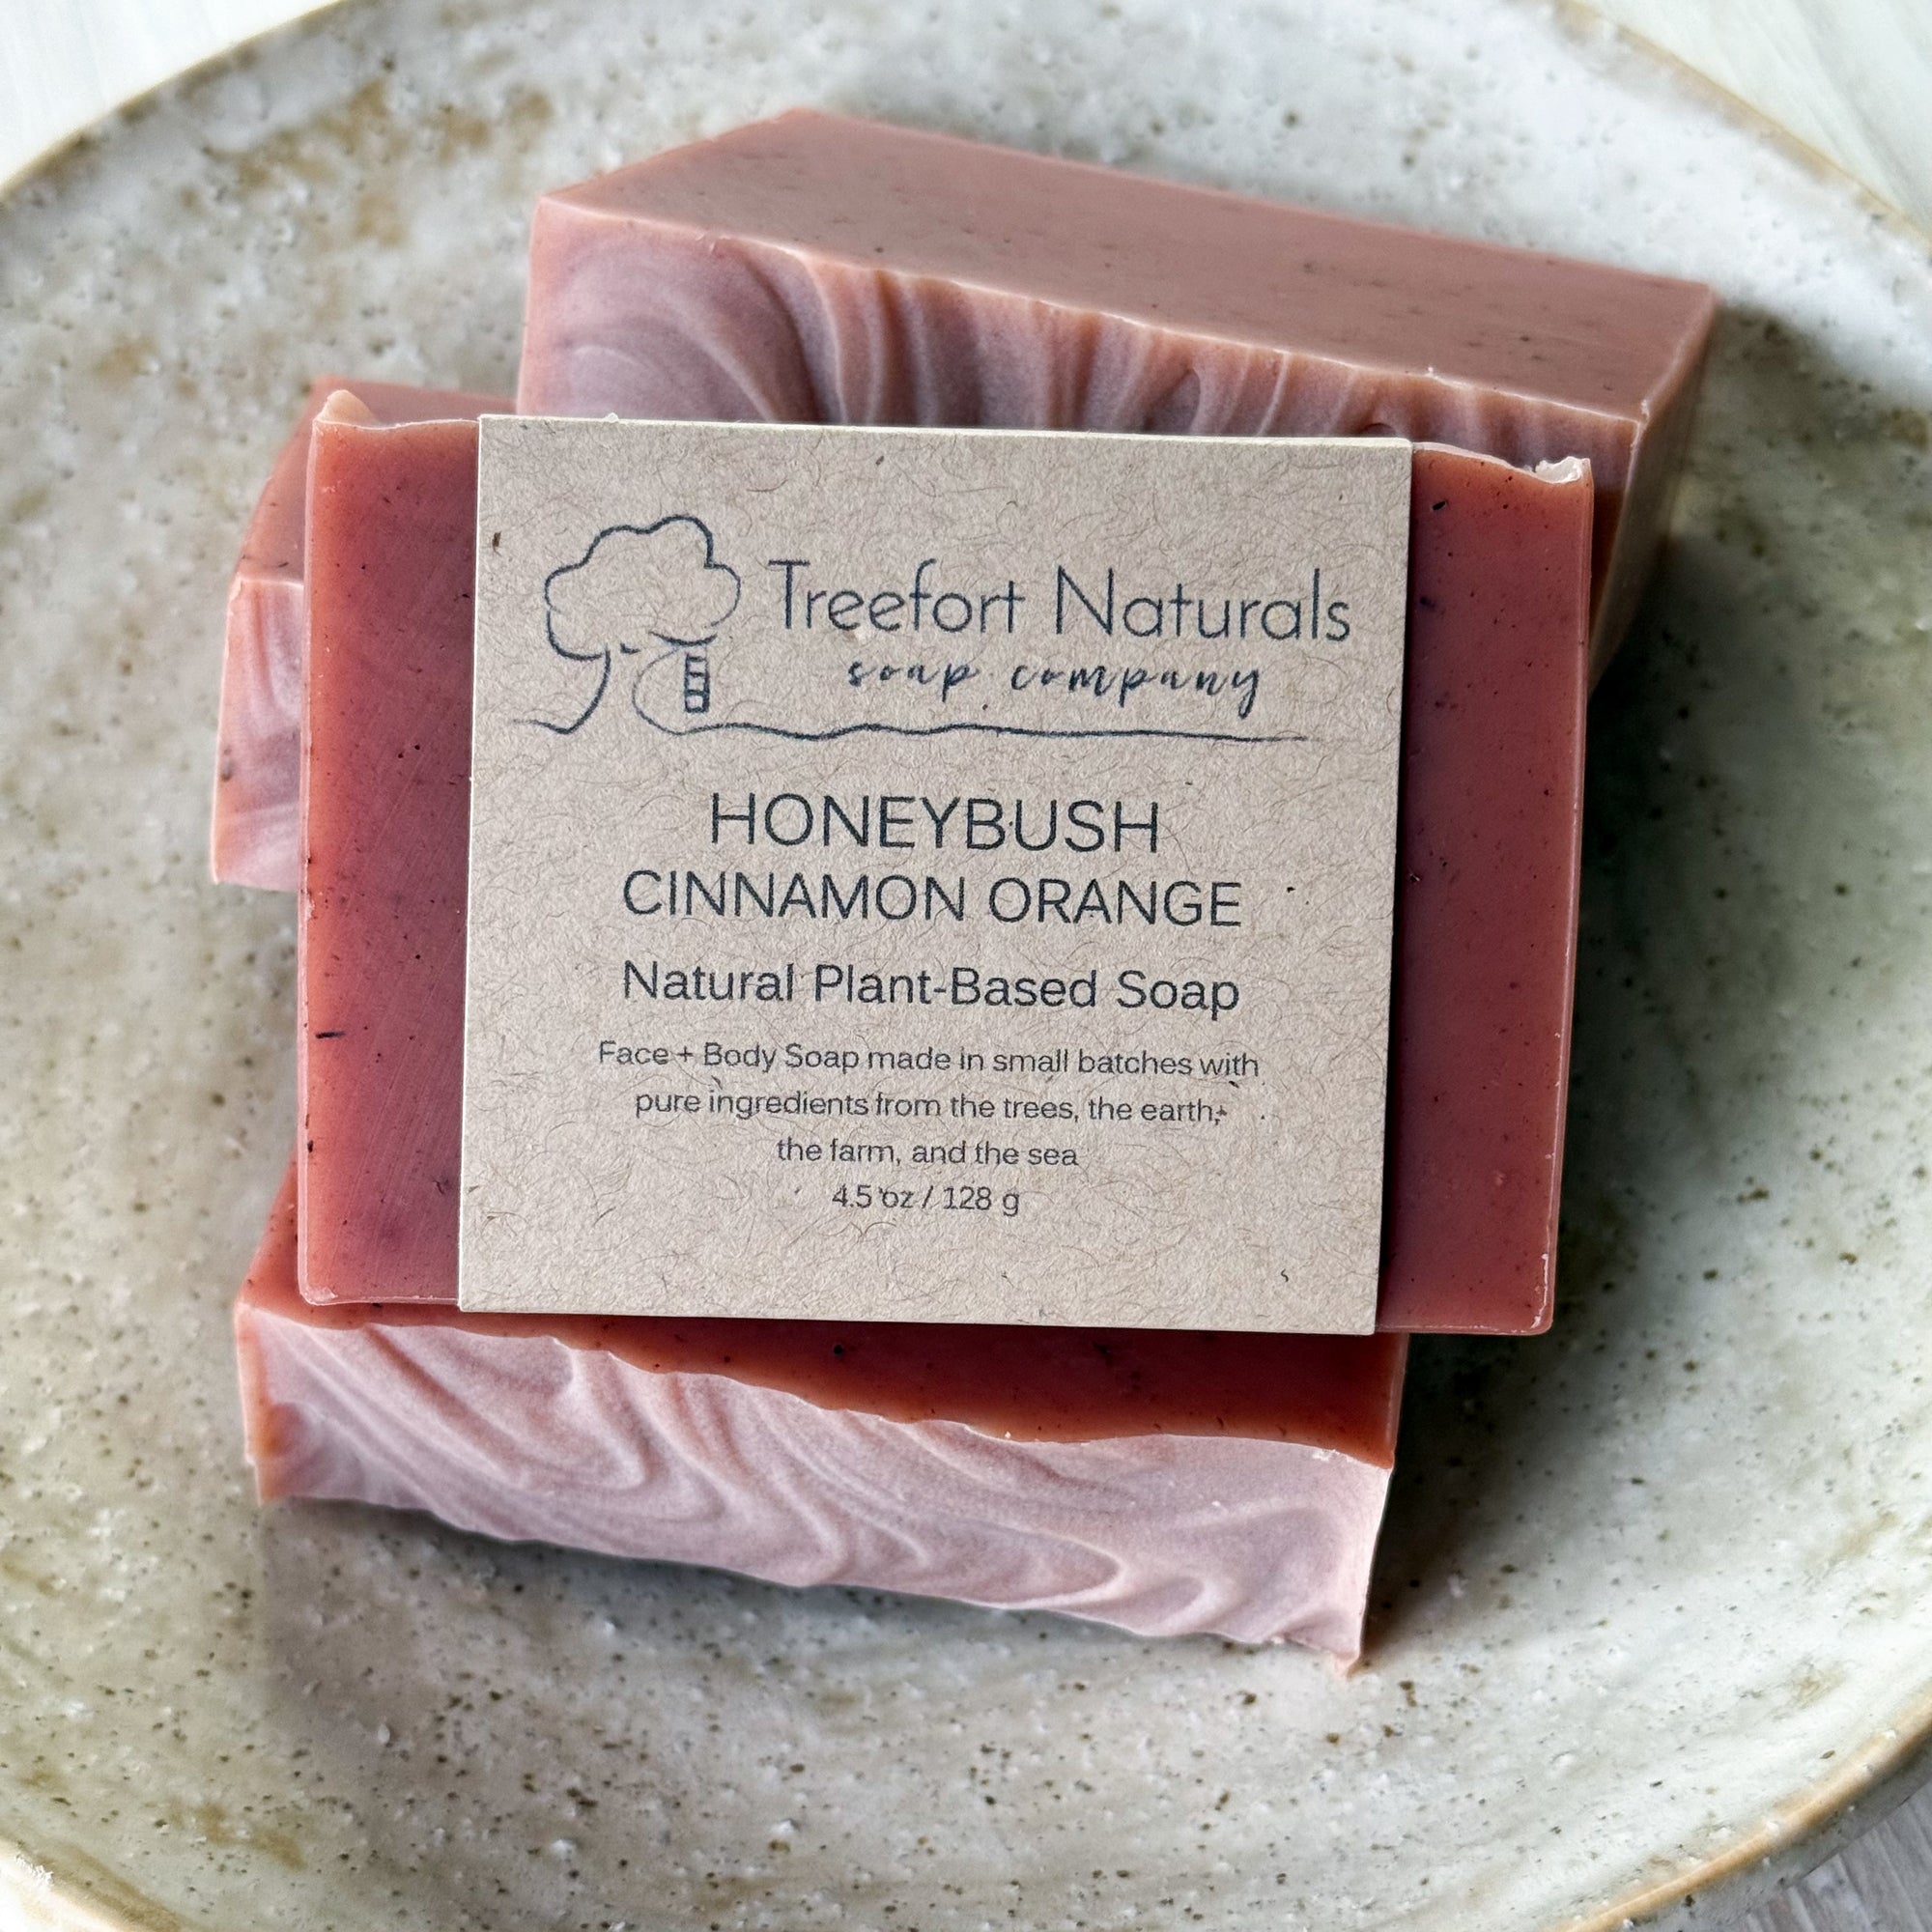 Treefort Naturals
soap company
HONEYBUSH
CINNAMON ORANGE
Natural Plant-Based Soap
Face + Body Soap made in small batches with
pure ingredients from the trees, the earth,
the farm, and the sea
4.5 oz / 128 g